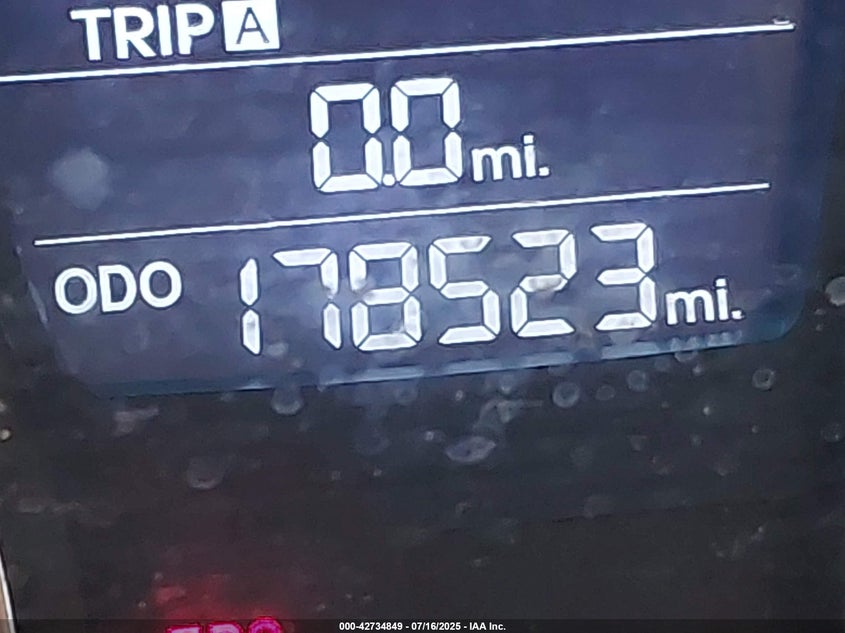 TRIP A
0.0 mi.
ODO 178523 mi.
000-42734849 - 07/16/2025 - IAA Inc.